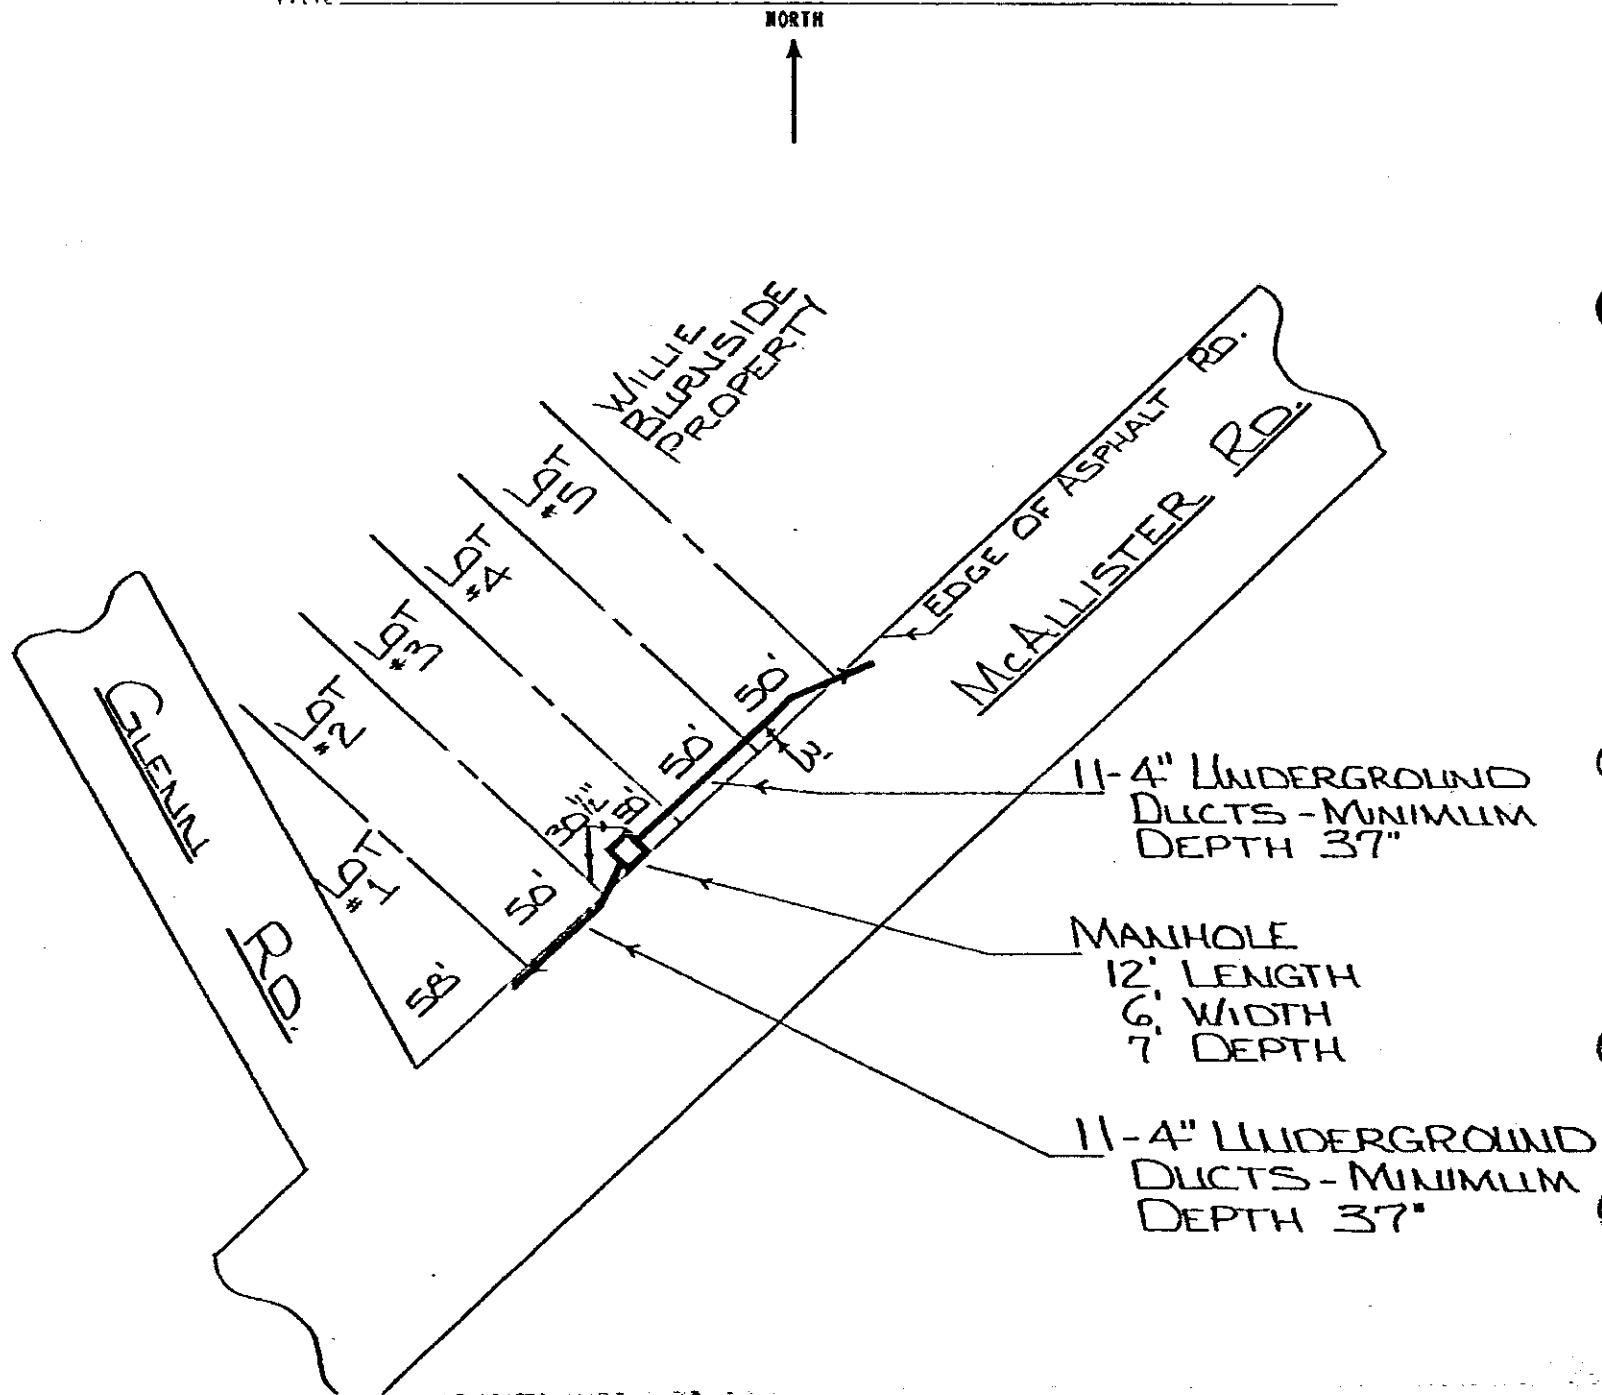 NORTH
WILLIE
BURNSIDE
PROPERTY
EDGE OF ASPHALT RD.
McALLISTER RD.
GLENN RD.
LOT
#5
LOT
#4
LOT
#3
LOT
#2
LOT
#1
50'
50'
18'
50'
58'
3'
11-4" UNDERGROUND
DUCTS - MINIMUM
DEPTH 37"
MANHOLE
12' LENGTH
6' WIDTH
7' DEPTH
11-4" UNDERGROUND
DUCTS - MINIMUM
DEPTH 37"